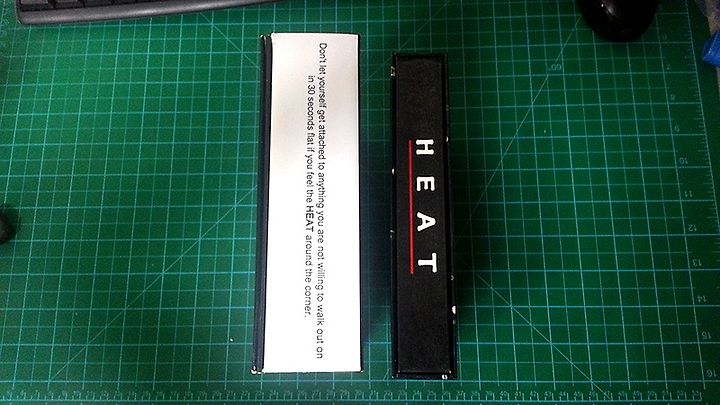 Don't let yourself get attached to anything you are not willing to walk out on
in 30 seconds flat if you feel the HEAT around the corner.
HEAT